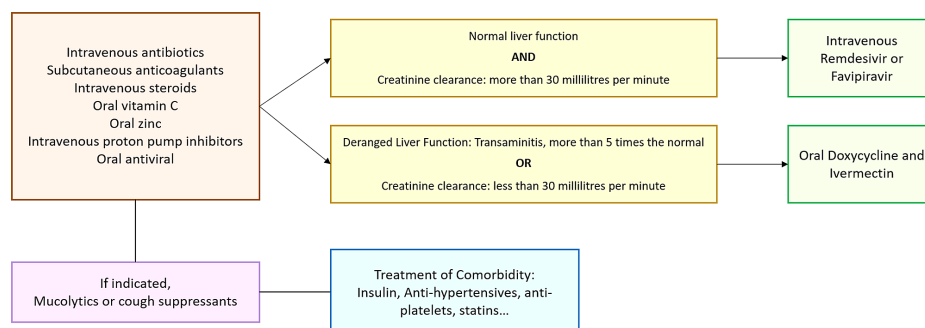 Intravenous antibiotics
Subcutaneous anticoagulants
Intravenous steroids
Oral vitamin C
Oral zinc
Intravenous proton pump inhibitors
Oral antiviral
Normal liver function
AND
Creatinine clearance: more than 30 millilitres per minute
Intravenous
Remdesivir or
Favipiravir
Deranged Liver Function: Transaminitis, more than 5 times the normal
OR
Creatinine clearance: less than 30 millilitres per minute
Oral Doxycycline and
Ivermectin
If indicated,
Mucolytics or cough suppressants
Treatment of Comorbidity:
Insulin, Anti-hypertensives, anti-
platelets, statins...